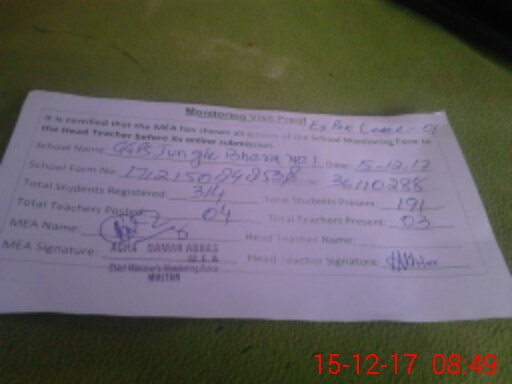 Monitoring Visit Proof
Ex Pak Leave = 01
It is certified that the MEA has shown all pages of the School Monitoring Form to
the Head Teacher before its online submission.
School Name: GGPS Jungle Bhera No.1 Date: 15-12-17
School Form No. 36110288
Total Students Registered: 314 Total Students Present: 191
Total Teachers Posted: 04 Total Teachers Present: 03
MEA Name: Head Teacher Name:
MEA Signature: Head Teacher Signature:
AGHA QAMAR ABBAS
M.E.A
Chief Minister's Monitoring Force
MULTAN
15-12-17 08:49